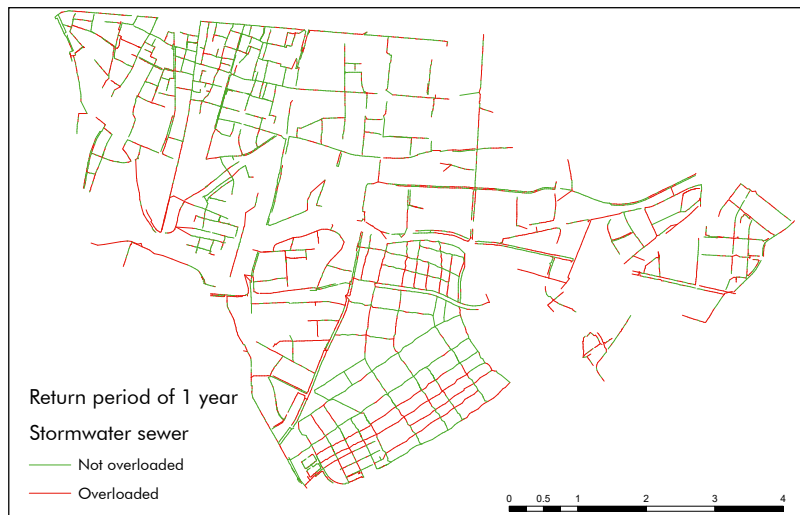 Return period of 1 year
Stormwater sewer
Not overloaded
Overloaded
0 0.5 1 2 3 4